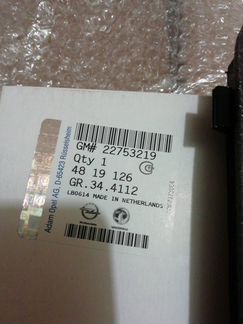 GM# 22753219
Qty 1
48 19 126
GR.34.4112
LB0614 MADE IN NETHERLANDS
Adam Opel AG, D-65423 Rüsselsheim